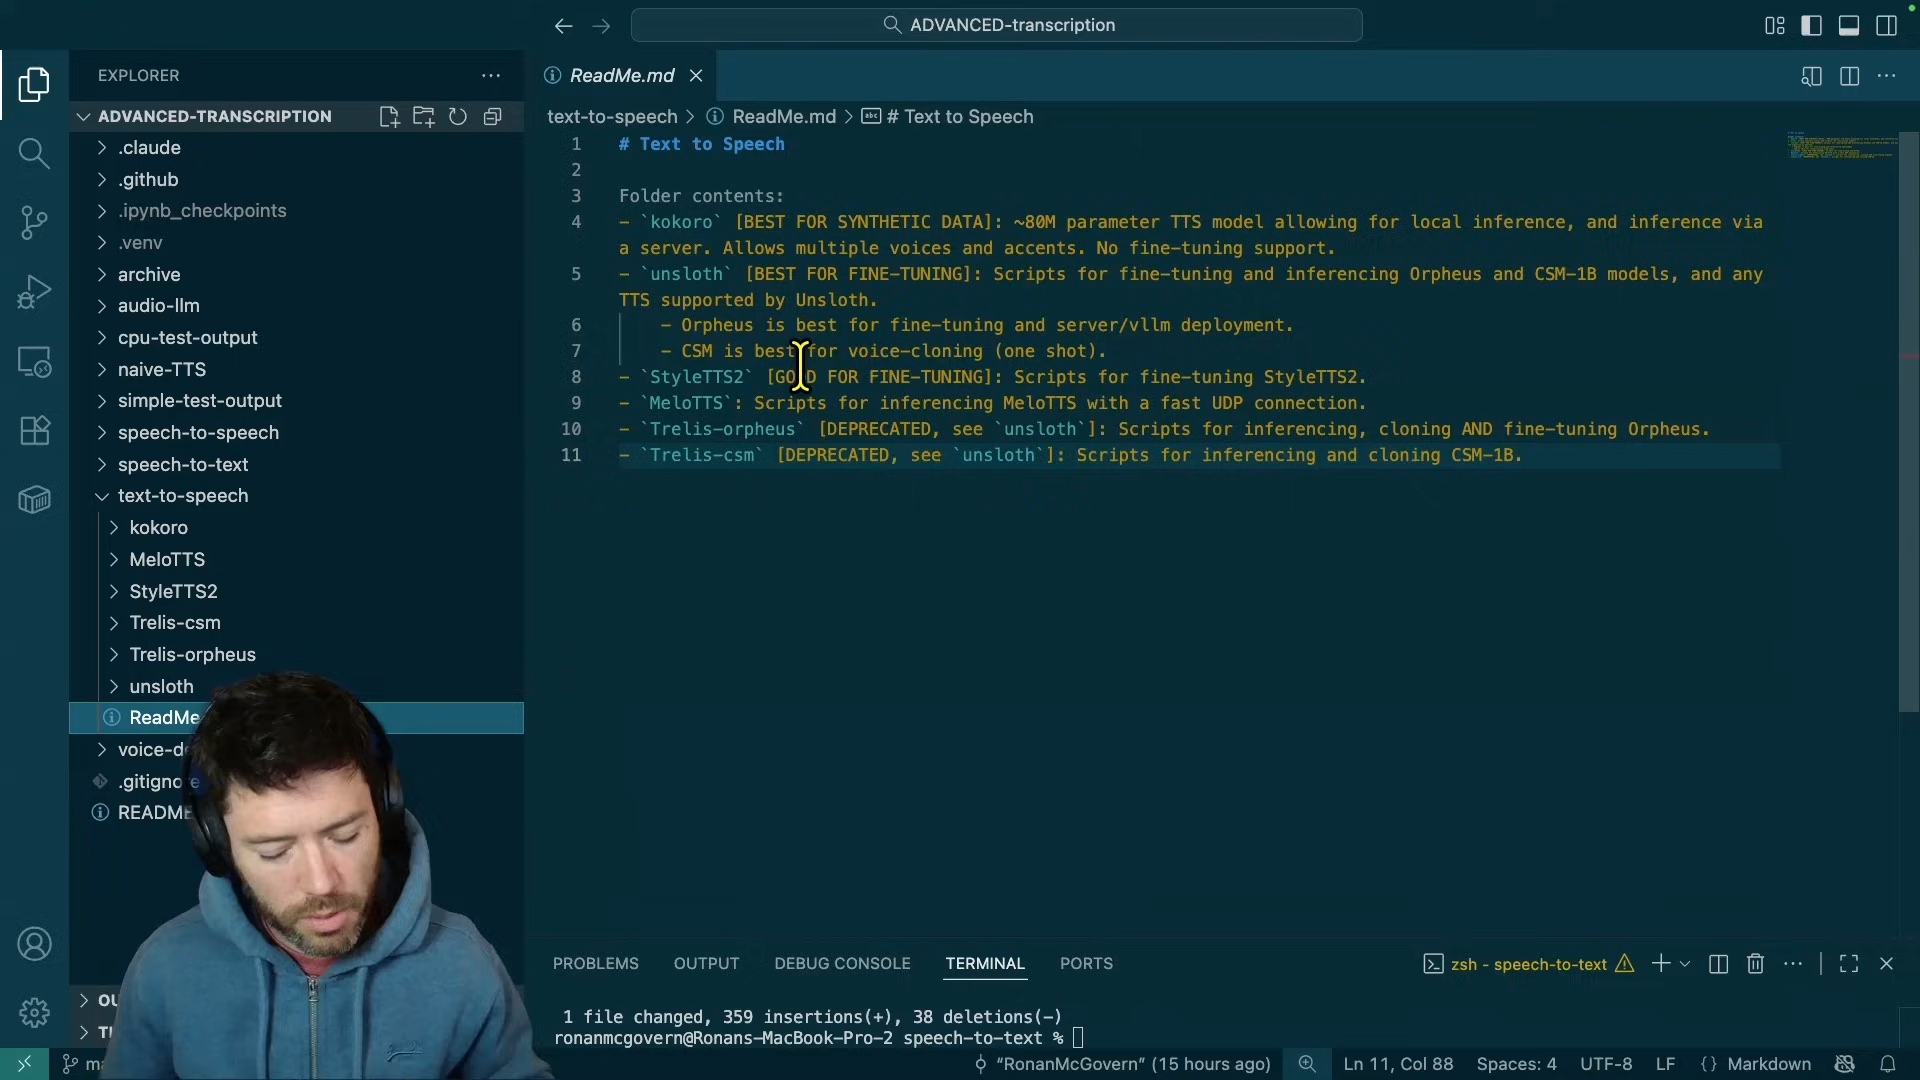 ADVANCED-transcription
EXPLORER
ReadMe.md
ADVANCED-TRANSCRIPTION
.claude
.github
.ipynb_checkpoints
.venv
archive
audio-llm
cpu-test-output
naive-TTS
simple-test-output
speech-to-speech
speech-to-text
text-to-speech
kokoro
MeloTTS
StyleTTS2
Trelis-csm
Trelis-orpheus
unsloth
ReadMe
voice-d
.gitignore
README
text-to-speech > ReadMe.md > # Text to Speech
1 # Text to Speech
2
3 Folder contents:
4 - `kokoro` [BEST FOR SYNTHETIC DATA]: ~80M parameter TTS model allowing for local inference, and inference via
a server. Allows multiple voices and accents. No fine-tuning support.
5 - `unsloth` [BEST FOR FINE-TUNING]: Scripts for fine-tuning and inferencing Orpheus and CSM-1B models, and any
TTS supported by Unsloth.
6 - Orpheus is best for fine-tuning and server/vllm deployment.
7 - CSM is best for voice-cloning (one shot).
8 - `StyleTTS2` [GOOD FOR FINE-TUNING]: Scripts for fine-tuning StyleTTS2.
9 - `MeloTTS`: Scripts for inferencing MeloTTS with a fast UDP connection.
10 - `Trelis-orpheus` [DEPRECATED, see `unsloth`]: Scripts for inferencing, cloning AND fine-tuning Orpheus.
11 - `Trelis-csm` [DEPRECATED, see `unsloth`]: Scripts for inferencing and cloning CSM-1B.
PROBLEMS OUTPUT DEBUG CONSOLE TERMINAL PORTS
zsh - speech-to-text
1 file changed, 359 insertions(+), 38 deletions(-)
ronanmcgovern@Ronans-MacBook-Pro-2 speech-to-text %
"RonanMcGovern" (15 hours ago) Ln 11, Col 88 Spaces: 4 UTF-8 LF {} Markdown